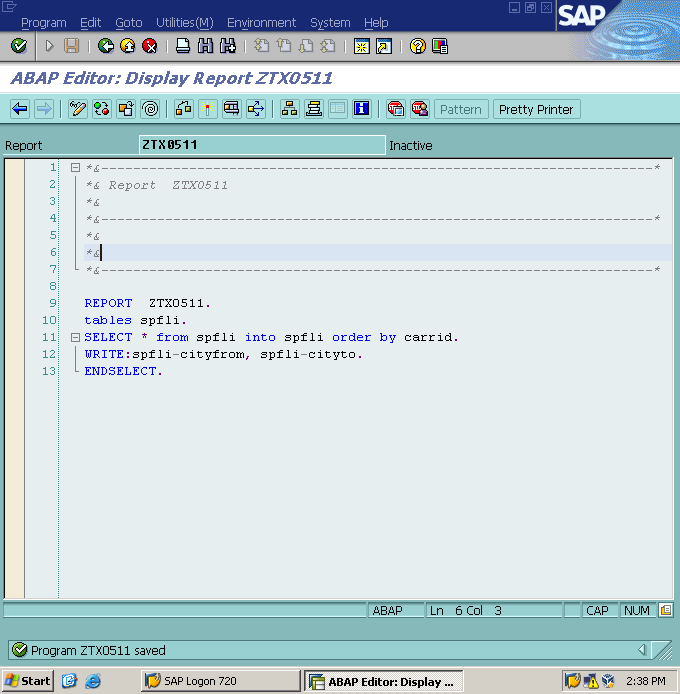 Program Edit Goto Utilities(M) Environment System Help
SAP
ABAP Editor: Display Report ZTX0511
Pattern Pretty Printer
Report ZTX0511 Inactive
1 *&---------------------------------------------------------------------*
2 *& Report  ZTX0511
3 *&
4 *&---------------------------------------------------------------------*
5 *&
6 *&
7 *&---------------------------------------------------------------------*
8
9 REPORT  ZTX0511.
10 tables spfli.
11 SELECT * from spfli into spfli order by carrid.
12 WRITE:spfli-cityfrom, spfli-cityto.
13 ENDSELECT.
ABAP Ln 6 Col 3 CAP NUM
Program ZTX0511 saved
Start SAP Logon 720 ABAP Editor: Display ... 2:38 PM